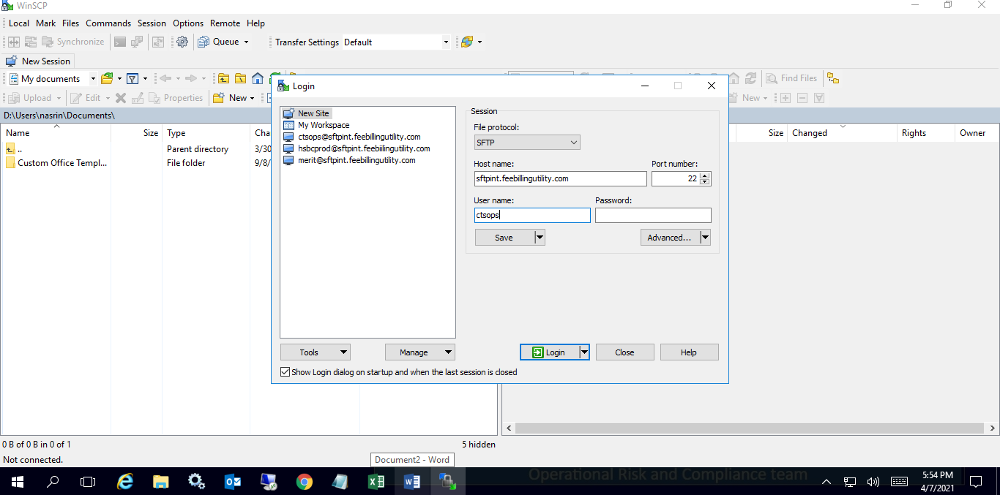 WinSCP
Local Mark Files Commands Session Options Remote Help
Synchronize Queue Transfer Settings Default
New Session
My documents Find Files
Upload Edit Properties New New
D:\Users\nasrin\Documents\
Name Size Type Cha Size Changed Rights Owner
.. Parent directory 3/30
Custom Office Templ... File folder 9/8/
Login
New Site
My Workspace
ctsops@sftpint.feebillingutility.com
hsbcprod@sftpint.feebiilingutility.com
merit@sftpint.feebillingutility.com
Session
File protocol:
SFTP
Host name: Port number:
sftpint.feebillingutility.com 22
User name: Password:
ctsops
Save Advanced...
Tools Manage Login Close Help
Show Login dialog on startup and when the last session is closed
0 B of 0 B in 0 of 1 5 hidden
Not connected.
Document2 - Word
Operational Risk and Compliance team
5:54 PM
4/7/2021